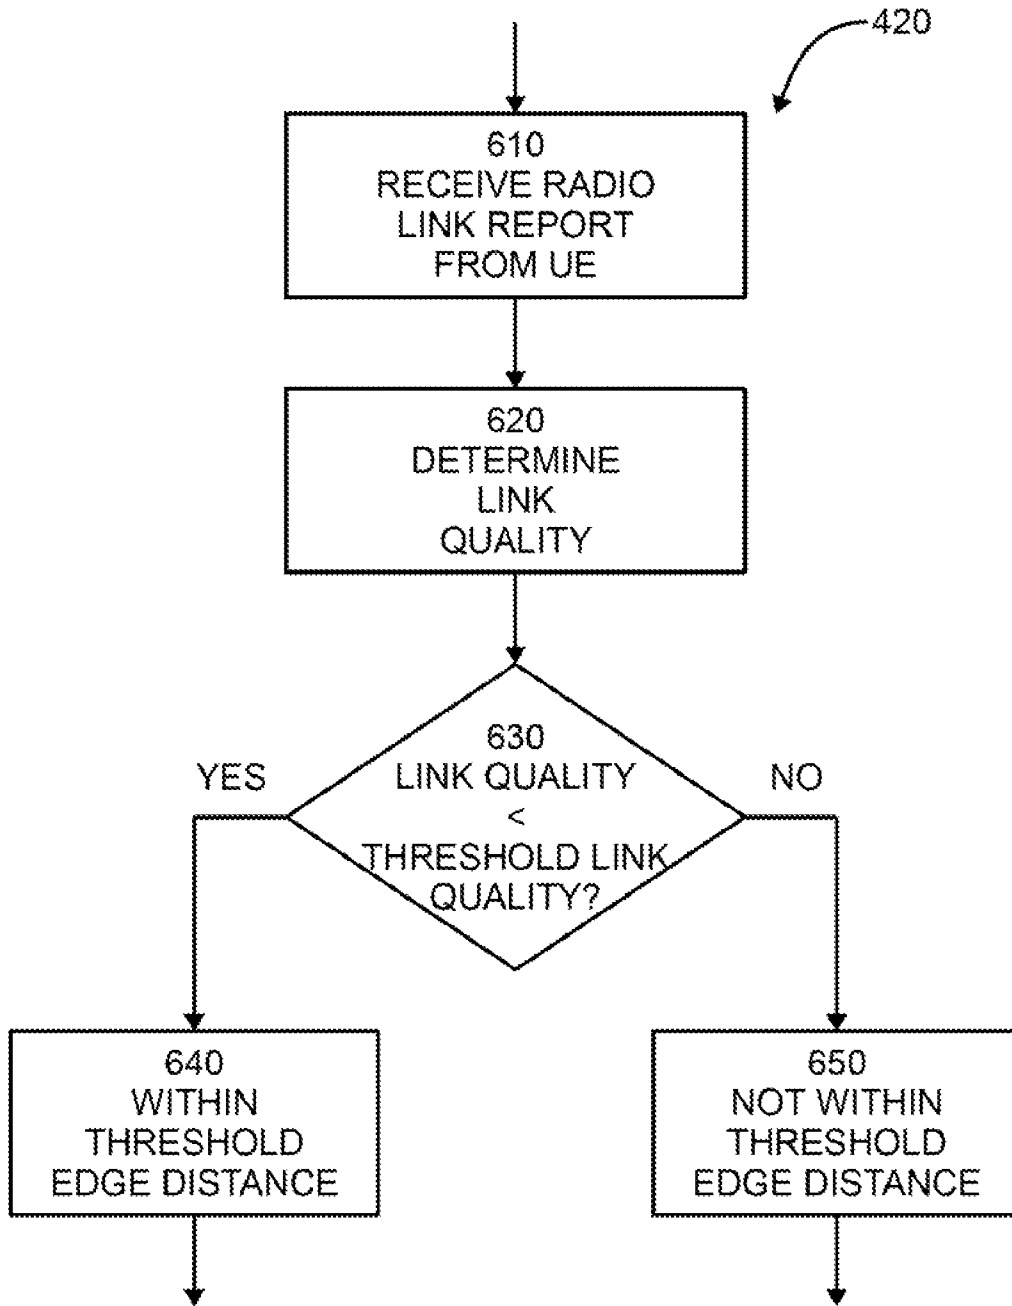 420
610
RECEIVE RADIO
LINK REPORT
FROM UE
620
DETERMINE
LINK
QUALITY
630
LINK QUALITY
<
THRESHOLD LINK
QUALITY?
YES
NO
640
WITHIN
THRESHOLD
EDGE DISTANCE
650
NOT WITHIN
THRESHOLD
EDGE DISTANCE